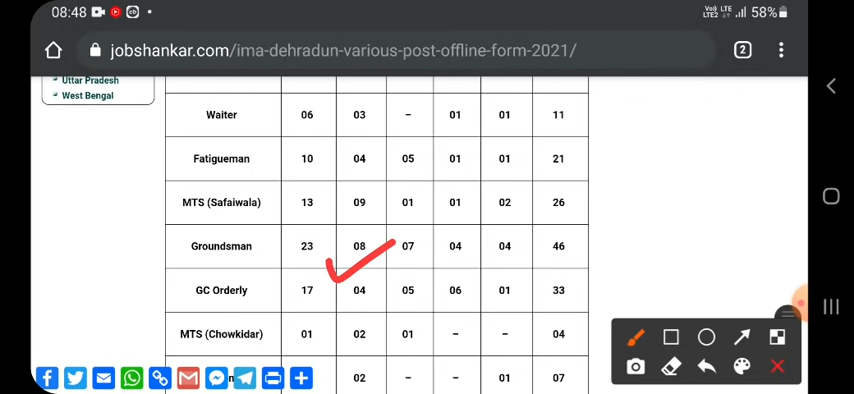 08:48 58%
jobshankar.com/ima-dehradun-various-post-offline-form-2021/ 2
Uttar Pradesh
West Bengal
Waiter 06 03 – 01 01 11
Fatigueman 10 04 05 01 01 21
MTS (Safaiwala) 13 09 01 01 02 26
Groundsman 23 08 07 04 04 46
GC Orderly 17 04 05 06 01 33
MTS (Chowkidar) 01 02 01 – – 04
02 – – 01 07